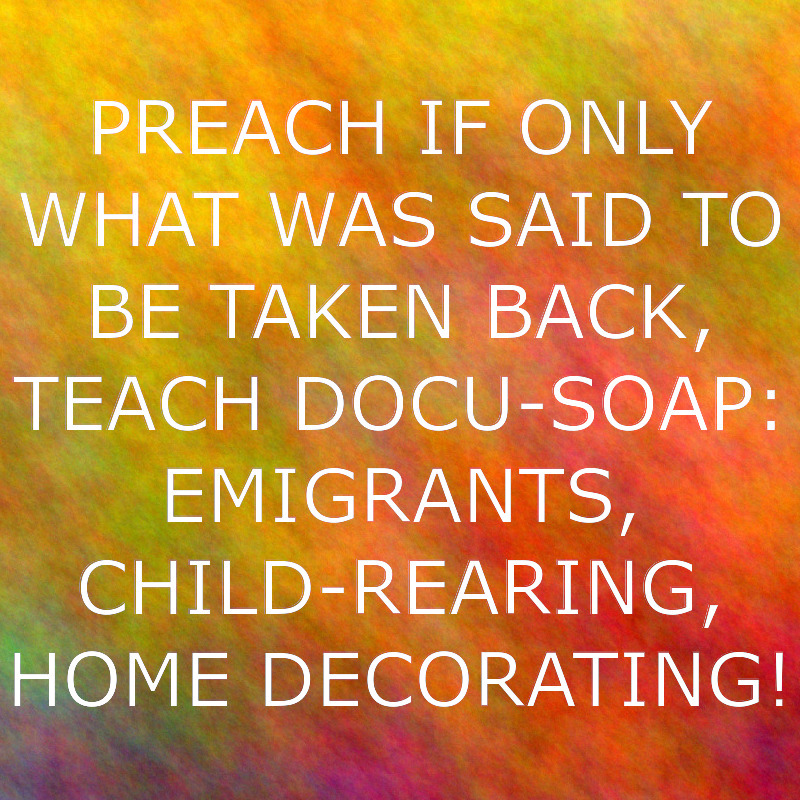 PREACH IF ONLY
WHAT WAS SAID TO
BE TAKEN BACK,
TEACH DOCU-SOAP:
EMIGRANTS,
CHILD-REARING,
HOME DECORATING!